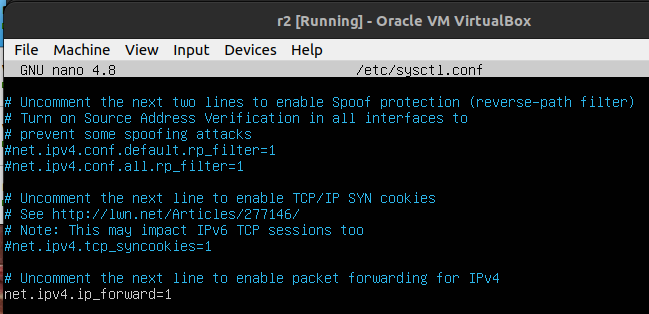 r2 [Running] - Oracle VM VirtualBox
File Machine View Input Devices Help
GNU nano 4.8 /etc/sysctl.conf
# Uncomment the next two lines to enable Spoof protection (reverse-path filter)
# Turn on Source Address Verification in all interfaces to
# prevent some spoofing attacks
#net.ipv4.conf.default.rp_filter=1
#net.ipv4.conf.all.rp_filter=1
# Uncomment the next line to enable TCP/IP SYN cookies
# See http://lwn.net/Articles/277146/
# Note: This may impact IPv6 TCP sessions too
#net.ipv4.tcp_syncookies=1
# Uncomment the next line to enable packet forwarding for IPv4
net.ipv4.ip_forward=1